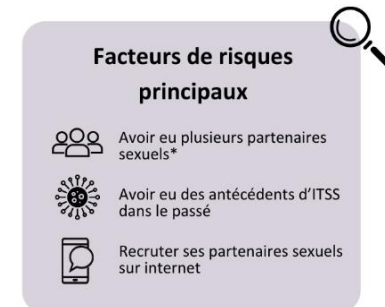 Facteurs de risques
principaux
Avoir eu plusieurs partenaires
sexuels*
Avoir eu des antécédents d'ITSS
dans le passé
Recruter ses partenaires sexuels
sur internet